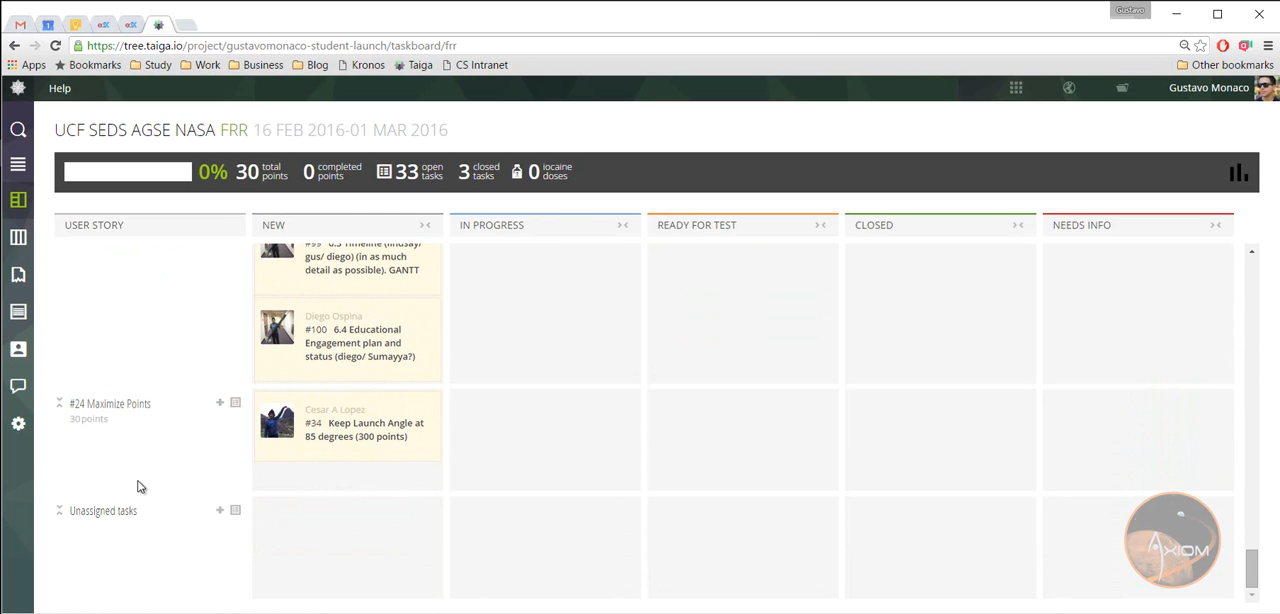 Gustavo
https://tree.taiga.io/project/gustavomonaco-student-launch/taskboard/frr
Apps Bookmarks Study Work Business Blog Kronos Taiga CS Intranet Other bookmarks
Help
Gustavo Monaco
UCF SEDS AGSE NASA FRR 16 FEB 2016-01 MAR 2016
0% 30 total points 0 completed points 33 open tasks 3 closed tasks 0 iocaine doses
USER STORY NEW IN PROGRESS READY FOR TEST CLOSED NEEDS INFO
#99 6.3 Timeline (lindsay/
gus/ diego) (in as much
detail as possible). GANTT
Diego Ospina
#100 6.4 Educational
Engagement plan and
status (diego/ Sumayya?)
#24 Maximize Points
30 points
Cesar A Lopez
#34 Keep Launch Angle at
85 degrees (300 points)
Unassigned tasks
AXIOM